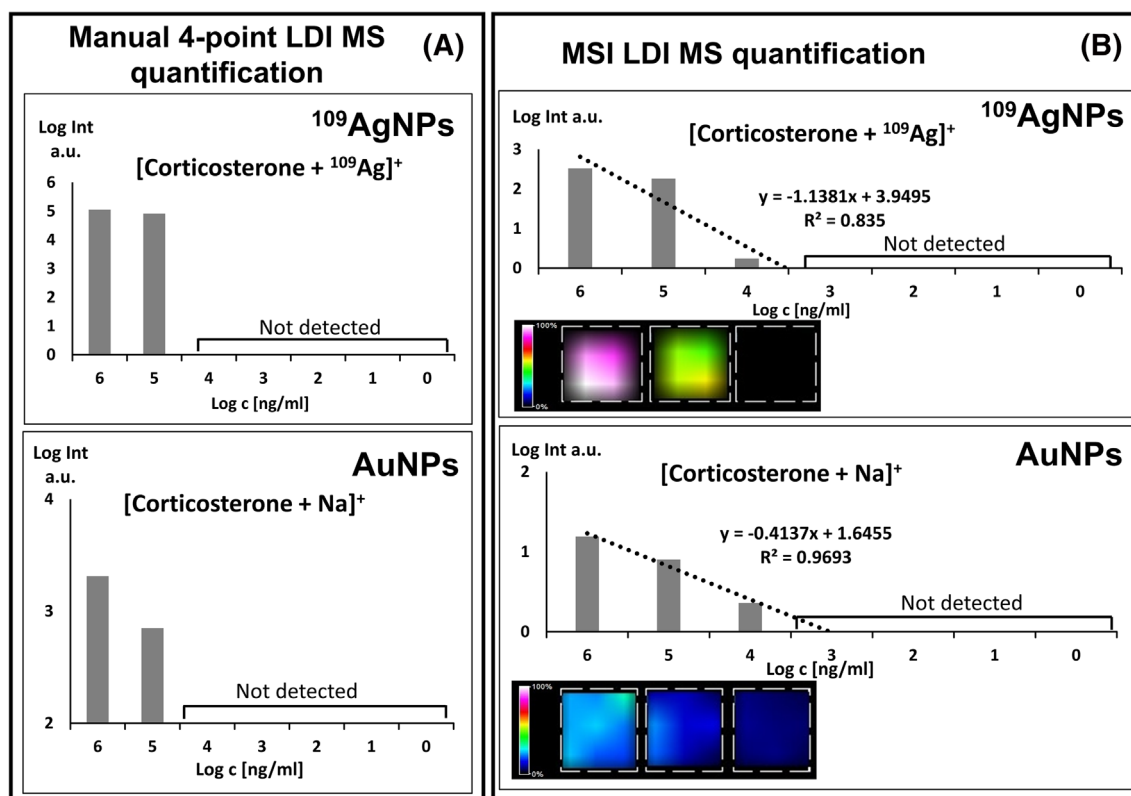 Manual 4-point LDI MS quantification (A)
109AgNPs
Log Int
a.u.
[Corticosterone + 109Ag]+
6
5
4
3
2
1
0
Not detected
6 5 4 3 2 1 0
Log c [ng/ml]
AuNPs
Log Int
a.u.
[Corticosterone + Na]+
4
3
2
Not detected
6 5 4 3 2 1 0
Log c [ng/ml]
MSI LDI MS quantification (B)
109AgNPs
Log Int a.u.
[Corticosterone + 109Ag]+
3
2
1
0
y = -1.1381x + 3.9495
R² = 0.835
Not detected
6 5 4 3 2 1 0
Log c [ng/ml]
100%
0%
AuNPs
Log Int a.u.
[Corticosterone + Na]+
2
1
0
y = -0.4137x + 1.6455
R² = 0.9693
Not detected
6 5 4 3 2 1 0
Log c [ng/ml]
100%
0%